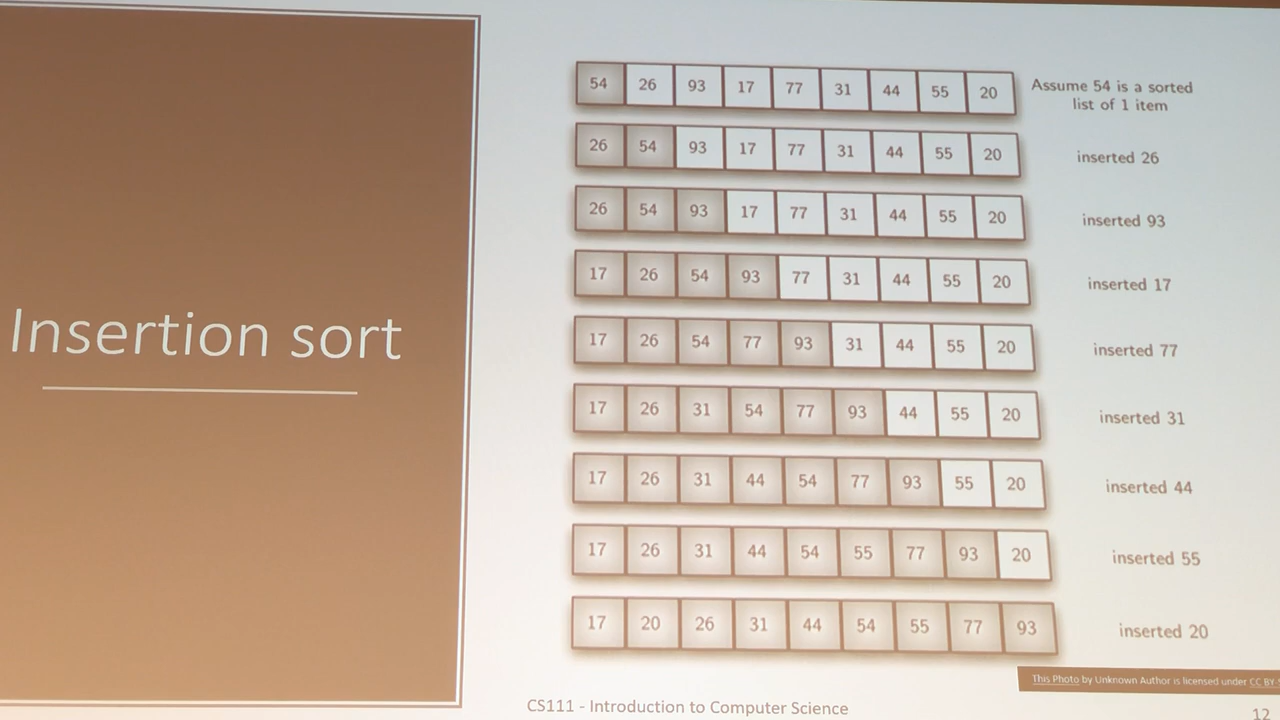 Insertion sort
54 26 93 17 77 31 44 55 20
Assume 54 is a sorted
list of 1 item
26 54 93 17 77 31 44 55 20
inserted 26
26 54 93 17 77 31 44 55 20
inserted 93
17 26 54 93 77 31 44 55 20
inserted 17
17 26 54 77 93 31 44 55 20
inserted 77
17 26 31 54 77 93 44 55 20
inserted 31
17 26 31 44 54 77 93 55 20
inserted 44
17 26 31 44 54 55 77 93 20
inserted 55
17 20 26 31 44 54 55 77 93
inserted 20
This Photo by Unknown Author is licensed under CC BY-
CS111 - Introduction to Computer Science
12